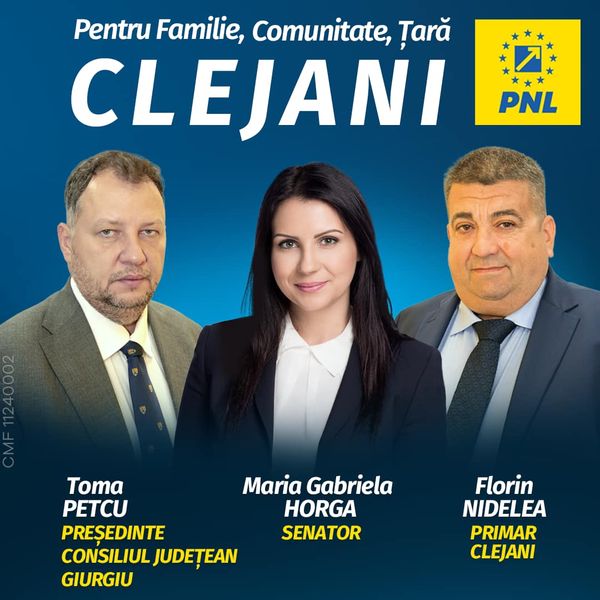 Pentru Familie, Comunitate, Țară
CLEJANI
PNL
CMF 11240002
Toma
PETCU
PREȘEDINTE
CONSILIUL JUDEȚEAN
GIURGIU
Maria Gabriela
HORGA
SENATOR
Florin
NIDELEA
PRIMAR
CLEJANI